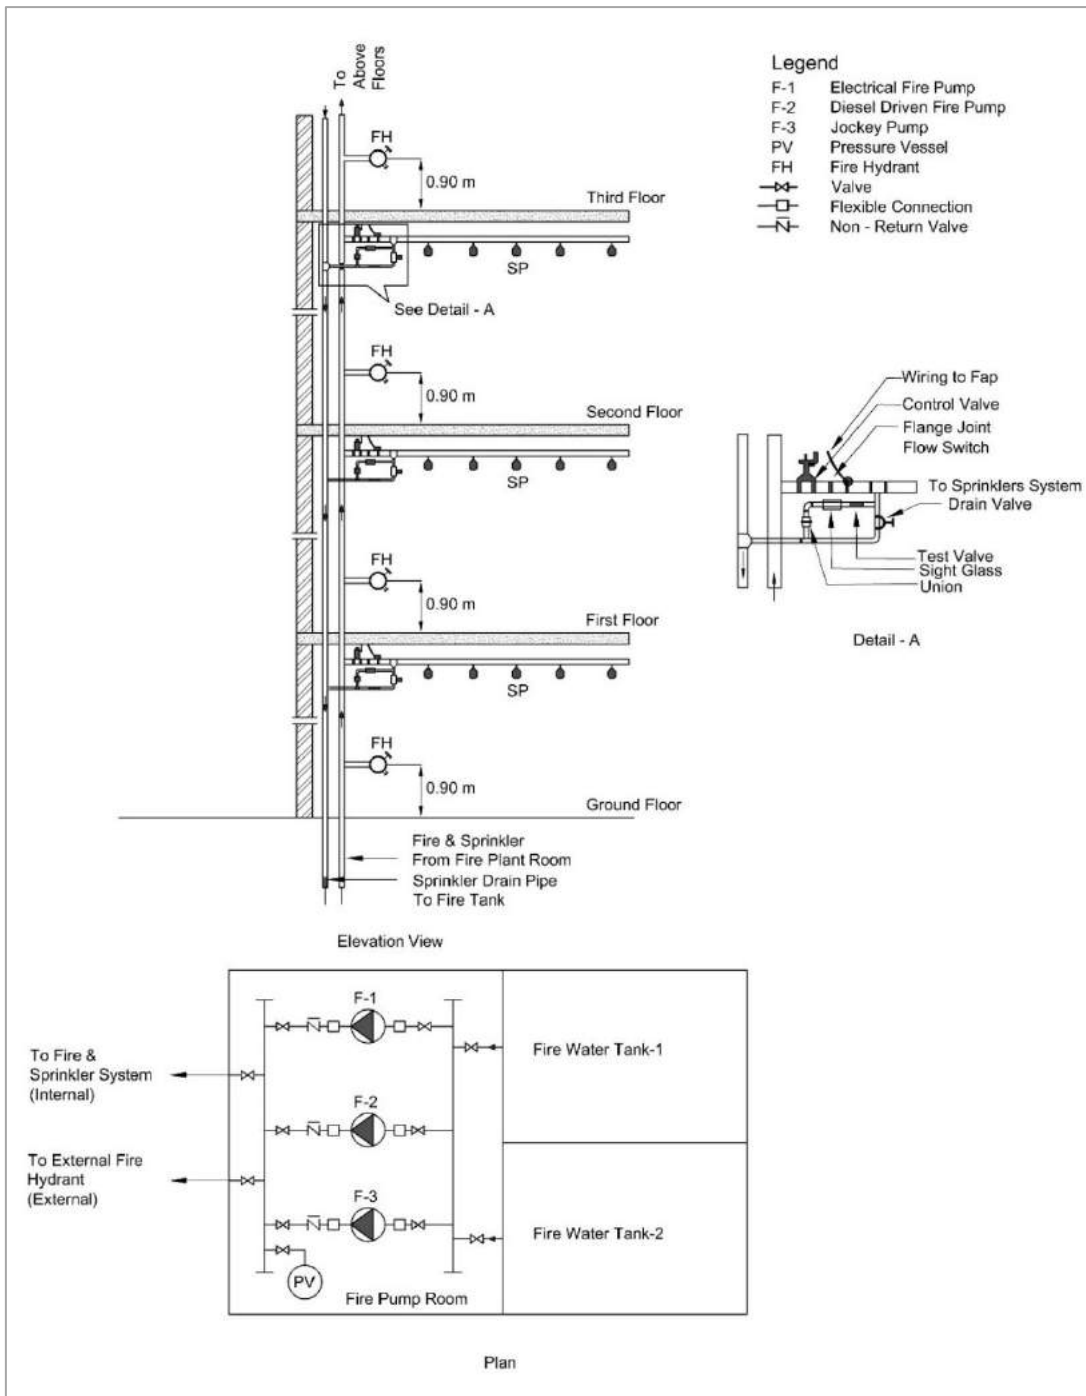 To
Above
Floors
FH
0.90 m
Third Floor
SP
See Detail - A
FH
0.90 m
Second Floor
SP
FH
0.90 m
First Floor
SP
FH
0.90 m
Ground Floor
Fire & Sprinkler
From Fire Plant Room
Sprinkler Drain Pipe
To Fire Tank
Elevation View
Legend
F-1 Electrical Fire Pump
F-2 Diesel Driven Fire Pump
F-3 Jockey Pump
PV Pressure Vessel
FH Fire Hydrant
Valve
Flexible Connection
Non - Return Valve
Wiring to Fap
Control Valve
Flange Joint
Flow Switch
To Sprinklers System
Drain Valve
Test Valve
Sight Glass
Union
Detail - A
F-1
To Fire &
Sprinkler System
(Internal)
F-2
To External Fire
Hydrant
(External)
F-3
PV
Fire Pump Room
Fire Water Tank-1
Fire Water Tank-2
Plan